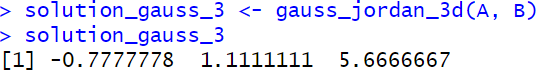 > solution_gauss_3 <- gauss_jordan_3d(A, B)
> solution_gauss_3
[1] -0.7777778  1.1111111  5.6666667